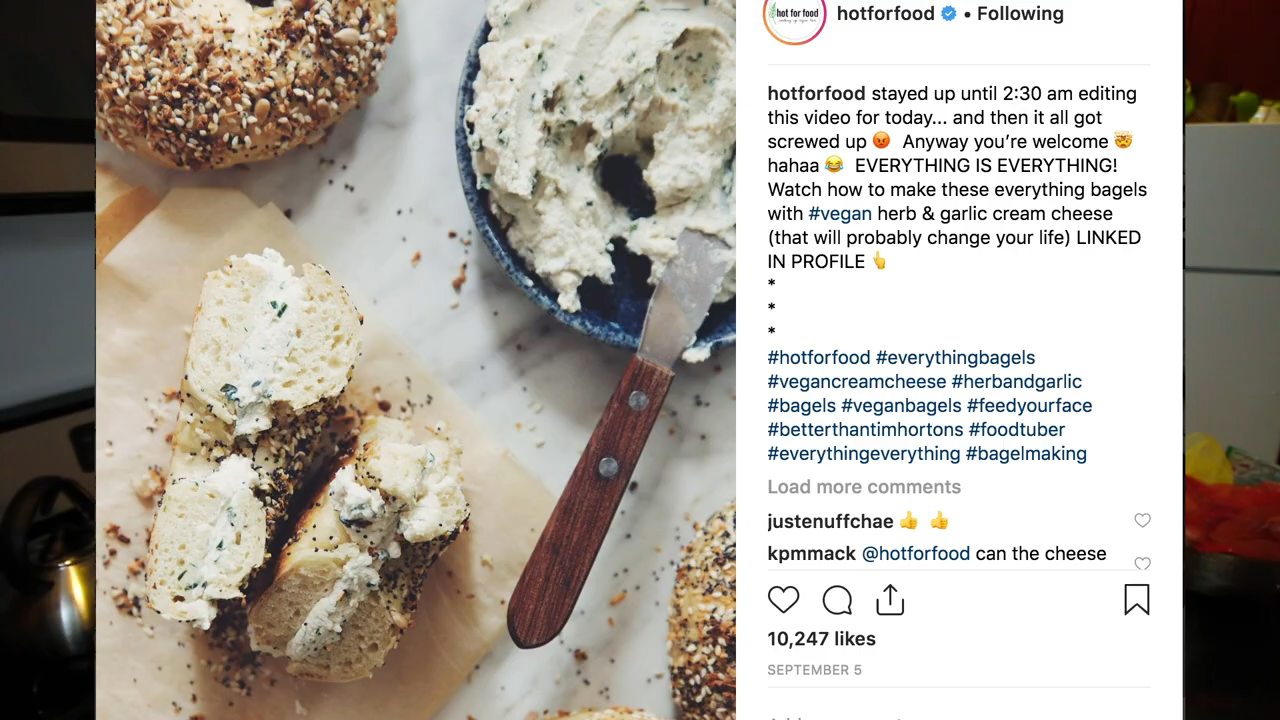 hot for food
hotforfood • Following
hotforfood stayed up until 2:30 am editing
this video for today... and then it all got
screwed up 😡 Anyway you’re welcome 🤯
hahaa 😂 EVERYTHING IS EVERYTHING!
Watch how to make these everything bagels
with #vegan herb & garlic cream cheese
(that will probably change your life) LINKED
IN PROFILE 👆
*
*
*
#hotforfood #everythingbagels
#vegancreamcheese #herbandgarlic
#bagels #veganbagels #feedyourface
#betterthantimhortons #foodtuber
#everythingeverything #bagelmaking
Load more comments
justenuffchae 👍 👍
kpmmack @hotforfood can the cheese
10,247 likes
SEPTEMBER 5